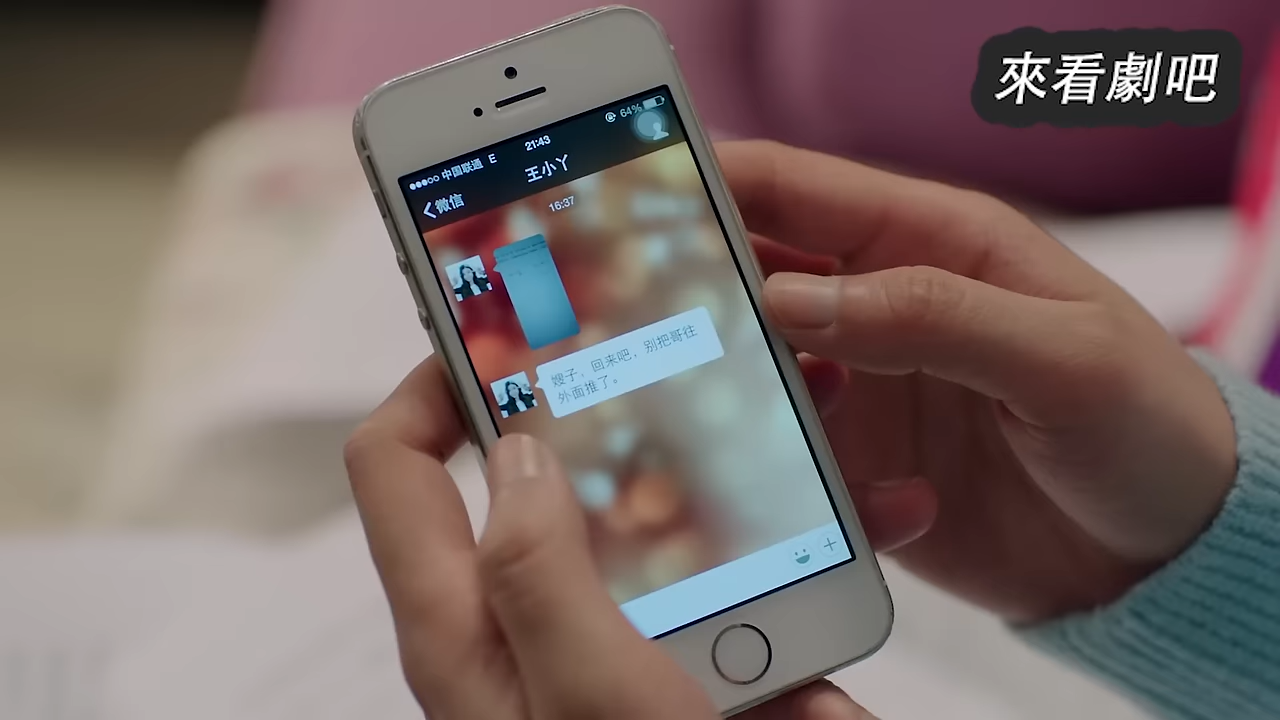 來看劇吧
中国联通 E 21:43 64%
微信 王小丫
16:37
嫂子，回来吧，别把哥往
外面推了。